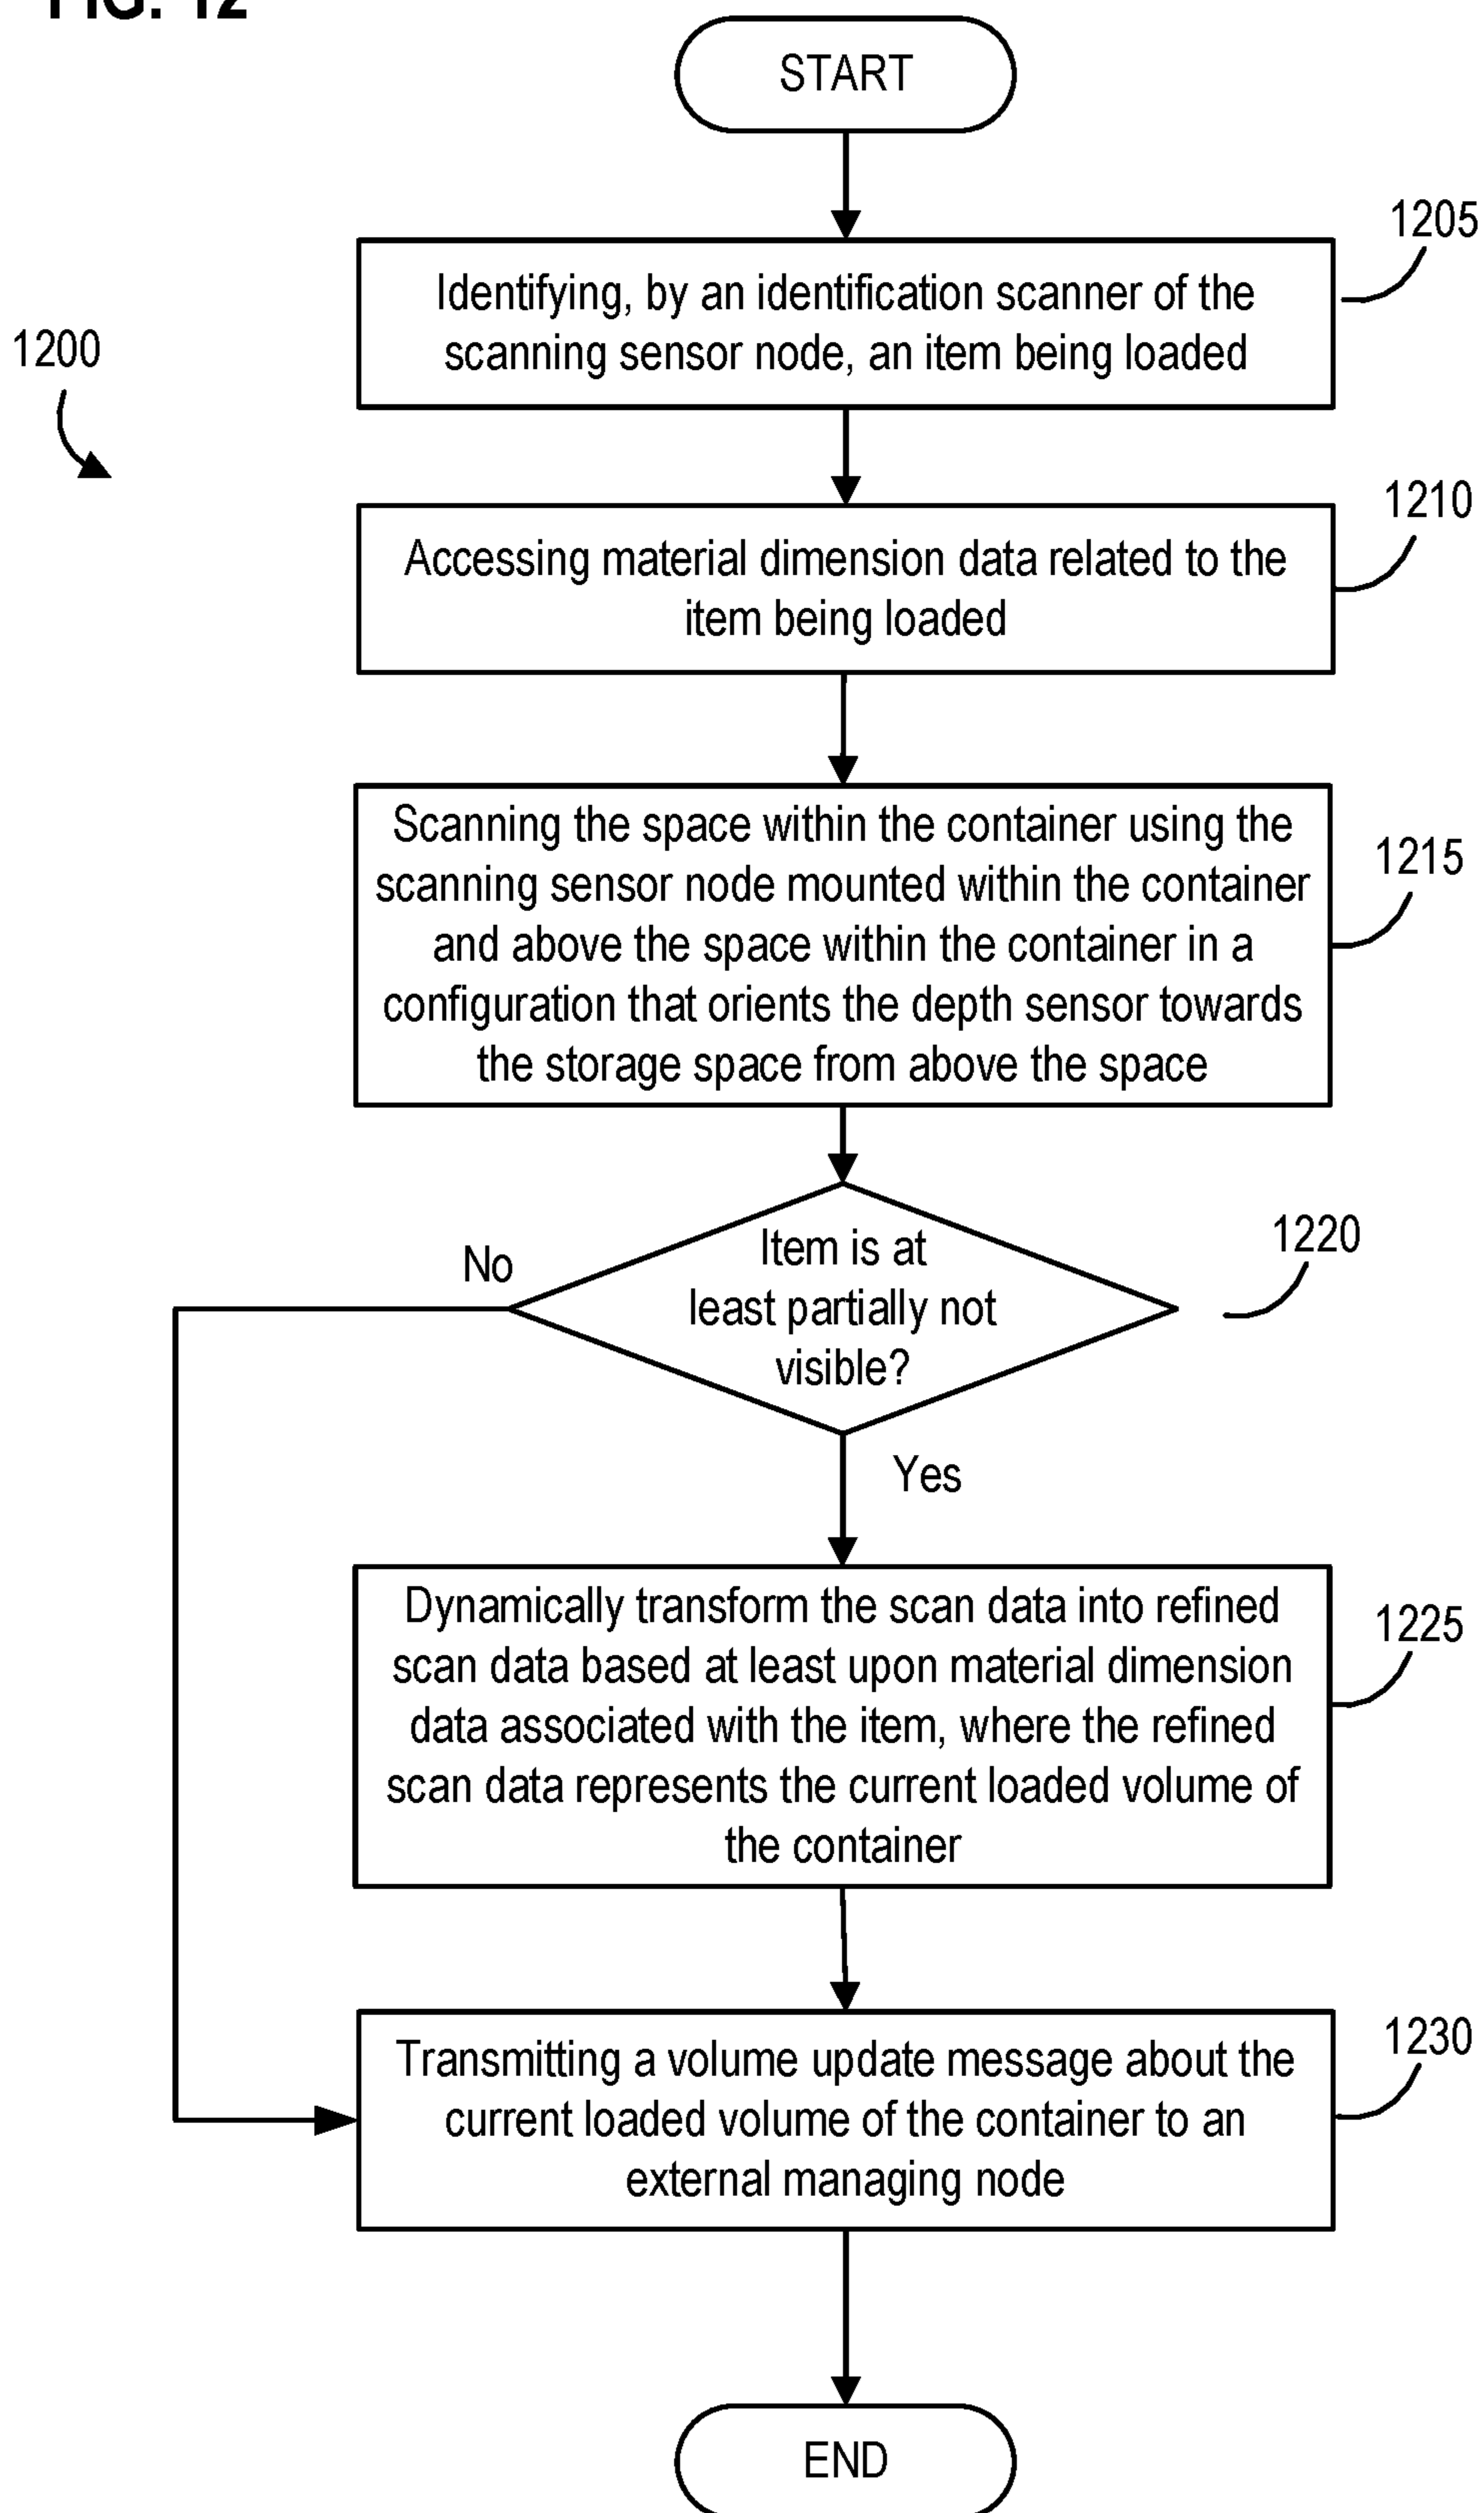 FIG. 12
START
1205
Identifying, by an identification scanner of the
scanning sensor node, an item being loaded
1200
1210
Accessing material dimension data related to the
item being loaded
Scanning the space within the container using the
scanning sensor node mounted within the container
and above the space within the container in a
configuration that orients the depth sensor towards
the storage space from above the space
1215
Item is at
least partially not
visible?
1220
No
Yes
Dynamically transform the scan data into refined
scan data based at least upon material dimension
data associated with the item, where the refined
scan data represents the current loaded volume of
the container
1225
Transmitting a volume update message about the
current loaded volume of the container to an
external managing node
1230
END